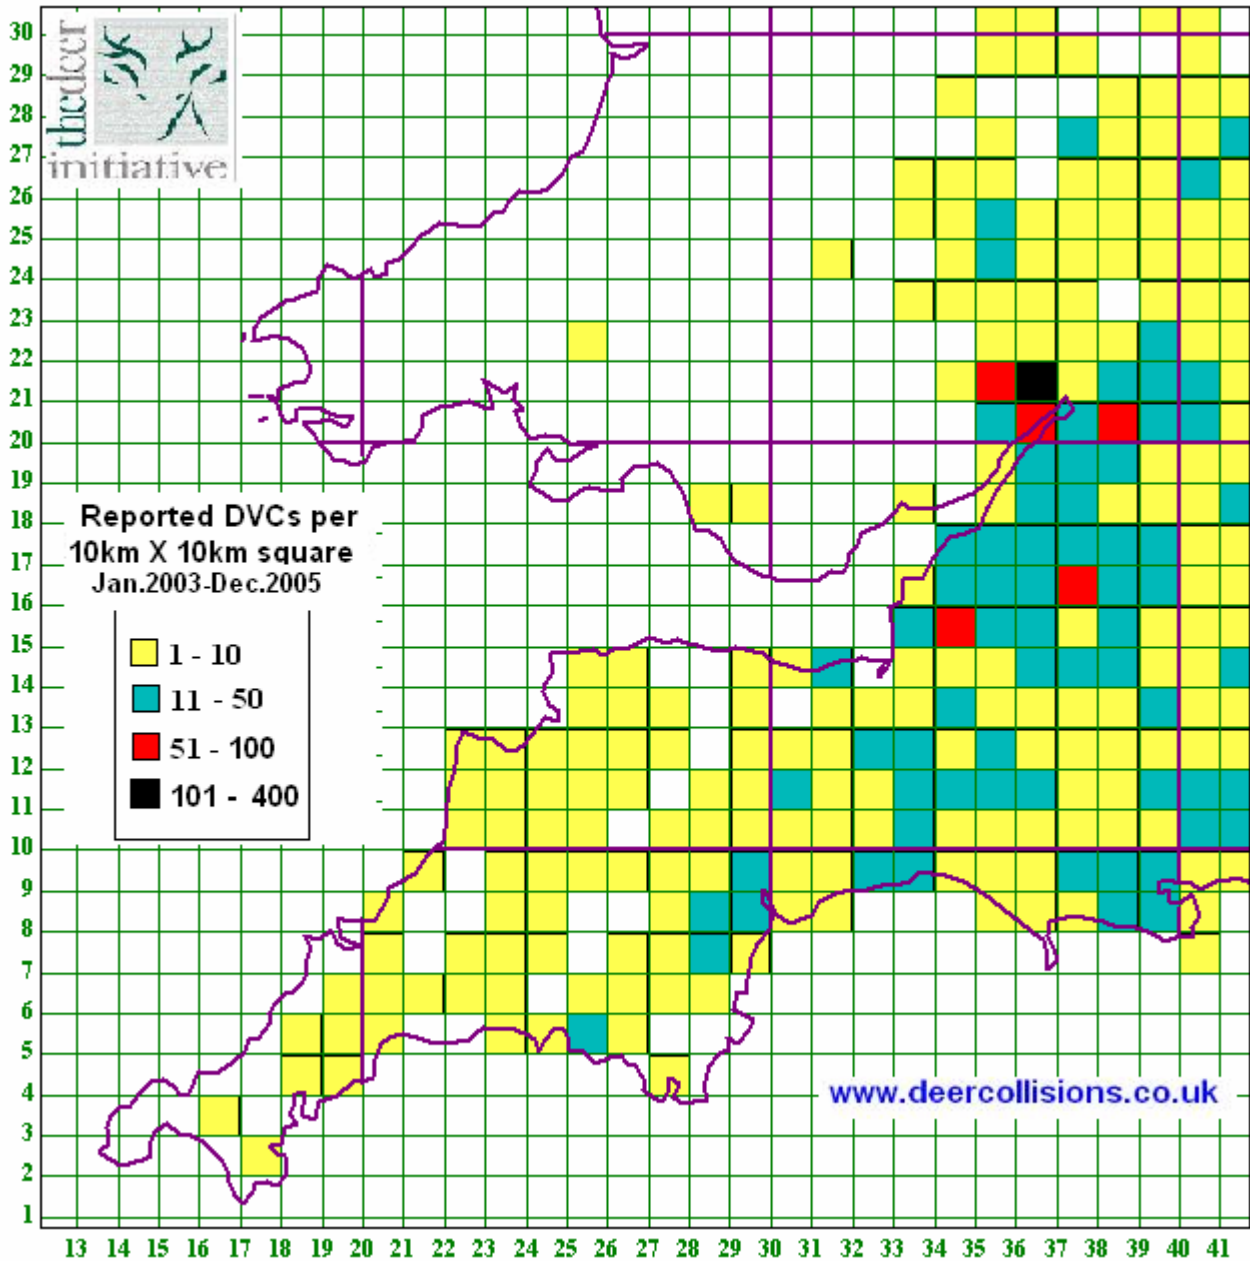 30
29
28
27
26
25
24
23
22
21
20
19
18
17
16
15
14
13
12
11
10
9
8
7
6
5
4
3
2
1
thedeer
initiative
Reported DVCs per
10km X 10km square
Jan.2003-Dec.2005
1 - 10
11 - 50
51 - 100
101 - 400
www.deercollisions.co.uk
13 14 15 16 17 18 19 20 21 22 23 24 25 26 27 28 29 30 31 32 33 34 35 36 37 38 39 40 41